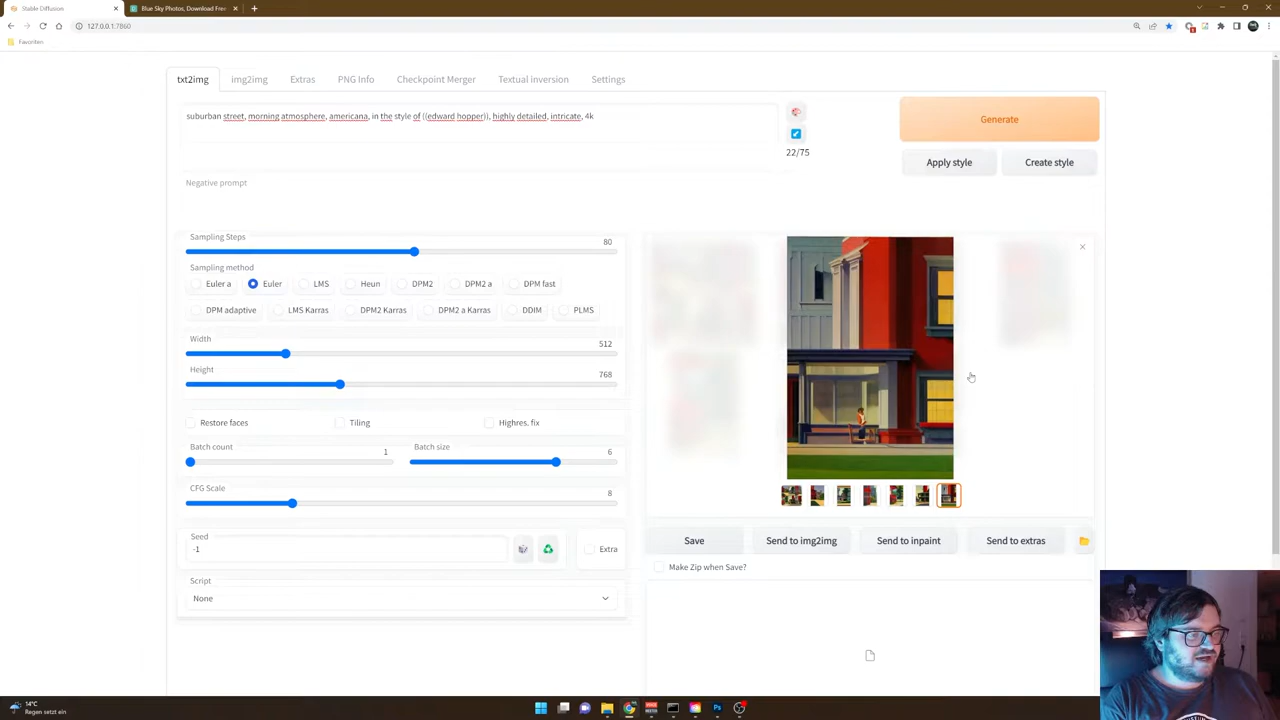 Stable Diffusion
Blue Sky Photos, Download Free
127.0.0.1:7860
Favoriten
txt2img
img2img
Extras
PNG Info
Checkpoint Merger
Textual inversion
Settings
suburban street, morning atmosphere, americana, in the style of ((edward hopper)), highly detailed, intricate, 4k
22/75
Generate
Apply style
Create style
Negative prompt
Sampling Steps
80
Sampling method
Euler a
Euler
LMS
Heun
DPM2
DPM2 a
DPM fast
DPM adaptive
LMS Karras
DPM2 Karras
DPM2 a Karras
DDIM
PLMS
Width
512
Height
768
Restore faces
Tiling
Highres. fix
Batch count
1
Batch size
6
CFG Scale
8
Seed
-1
Extra
Script
None
Save
Send to img2img
Send to inpaint
Send to extras
Make Zip when Save?
14°C
Regen setzt ein